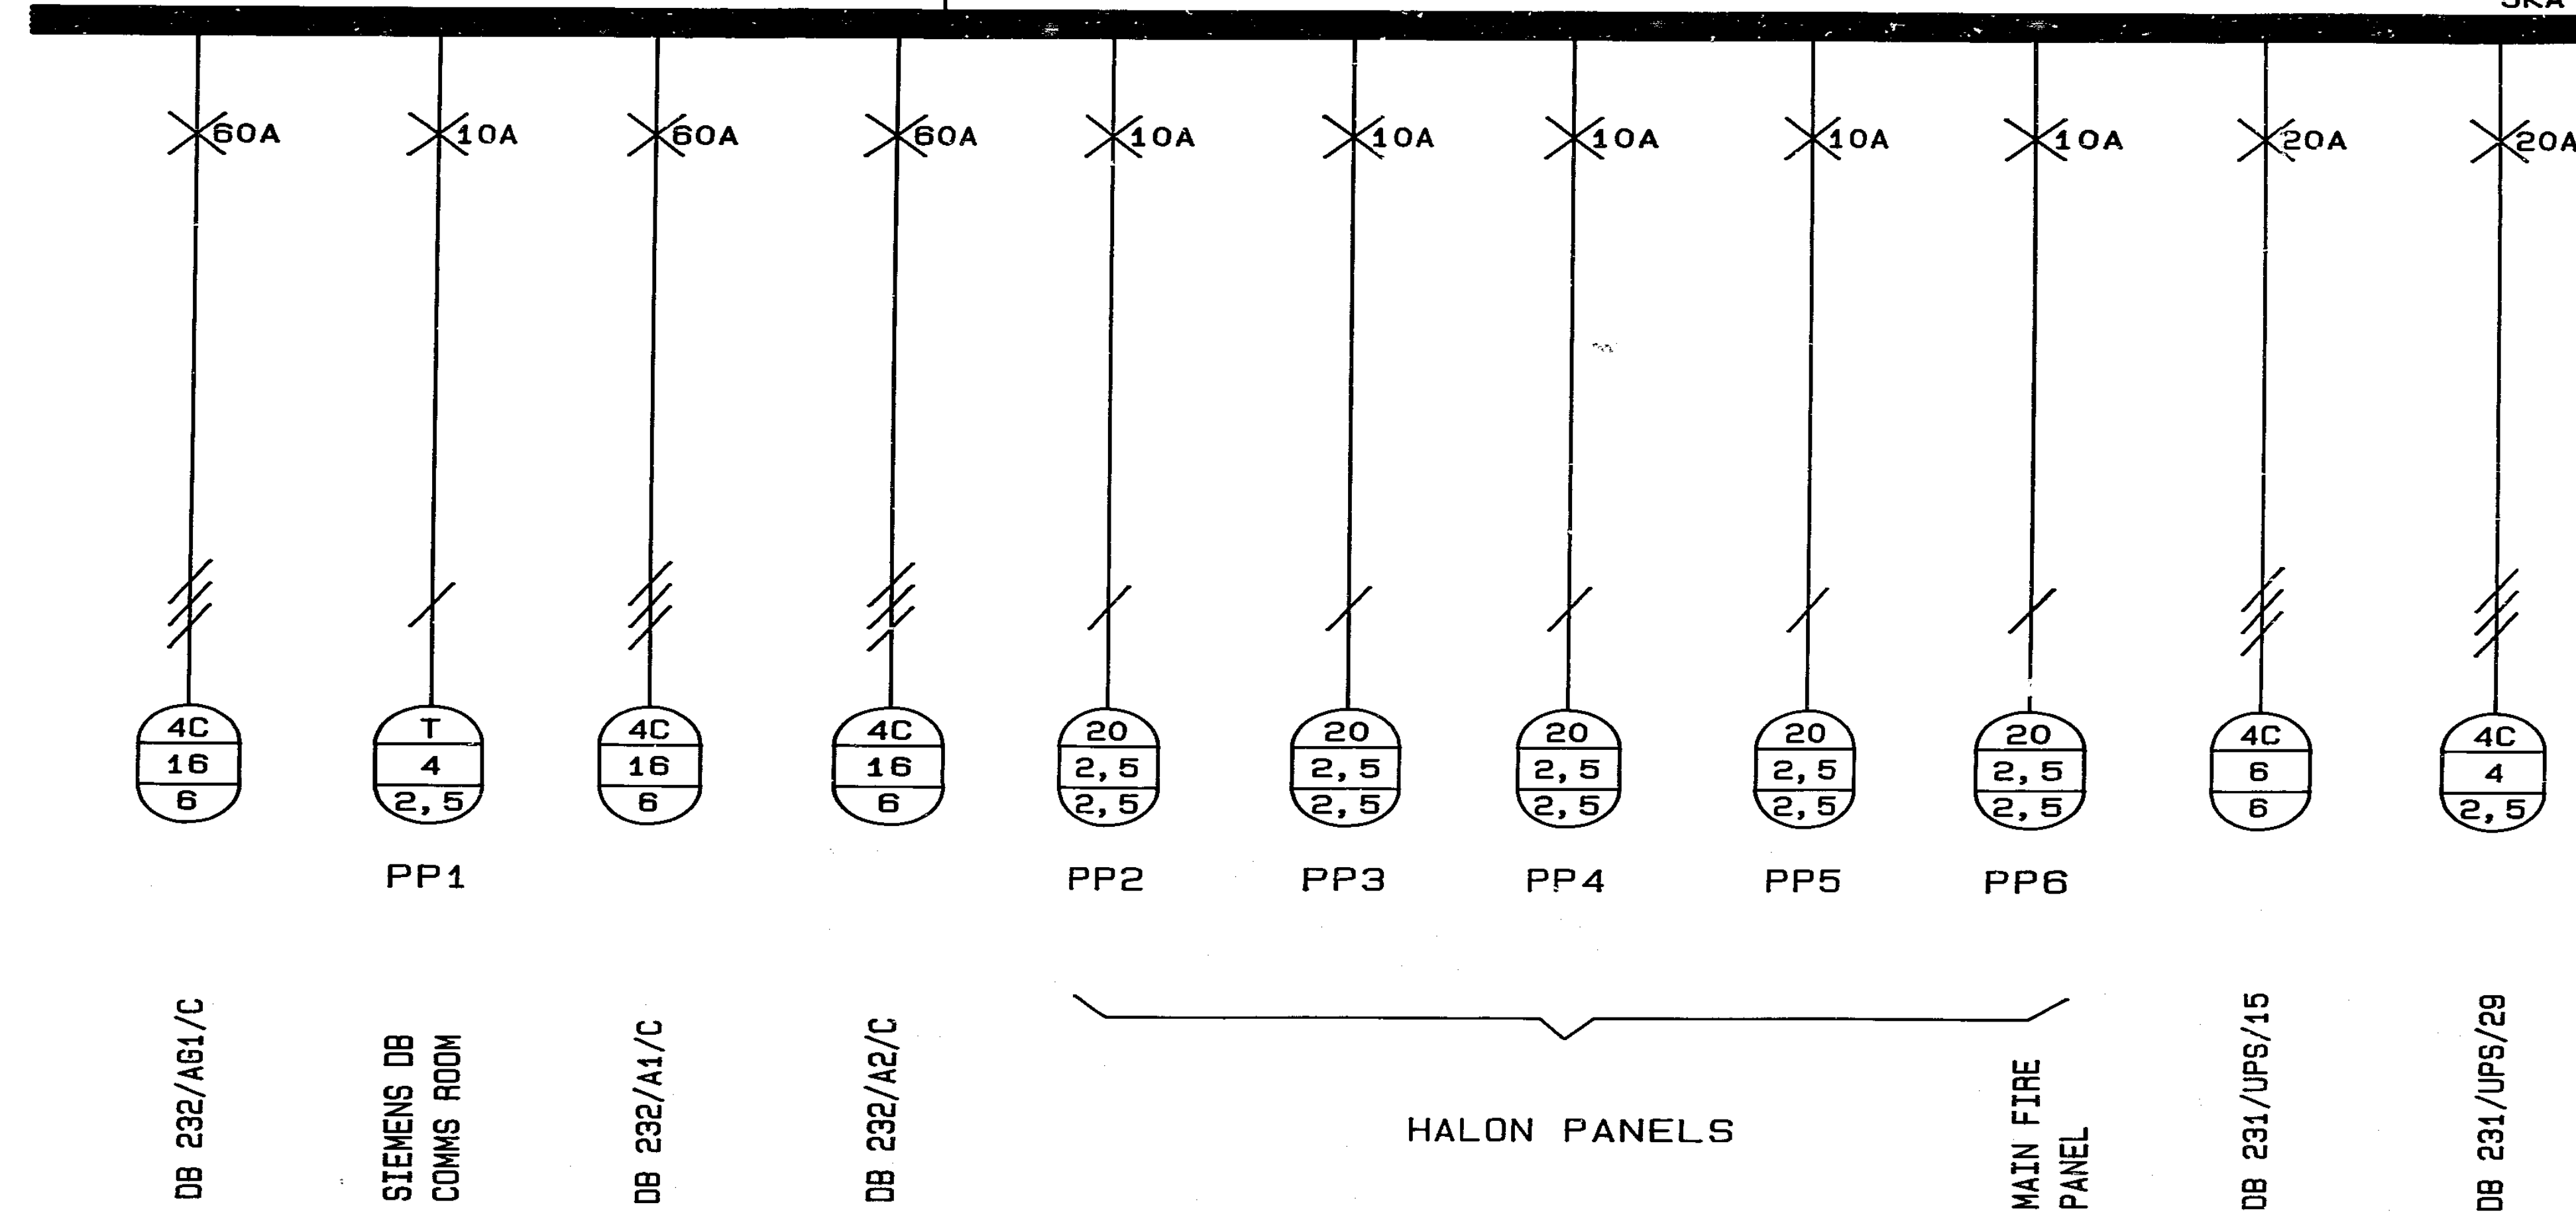 60A
10A
60A
60A
10A
10A
10A
10A
10A
20A
20A
4C
16
6
T
4
2,5
4C
16
6
4C
16
6
20
2,5
2,5
20
2,5
2,5
20
2,5
2,5
20
2,5
2,5
20
2,5
2,5
4C
6
6
4C
4
2,5
PP1
PP2
PP3
PP4
PP5
PP6
DB 232/AG1/C
SIEMENS DB
COMMS ROOM
DB 232/A1/C
DB 232/A2/C
HALON PANELS
MAIN FIRE
PANEL
DB 231/UPS/15
DB 231/UPS/29